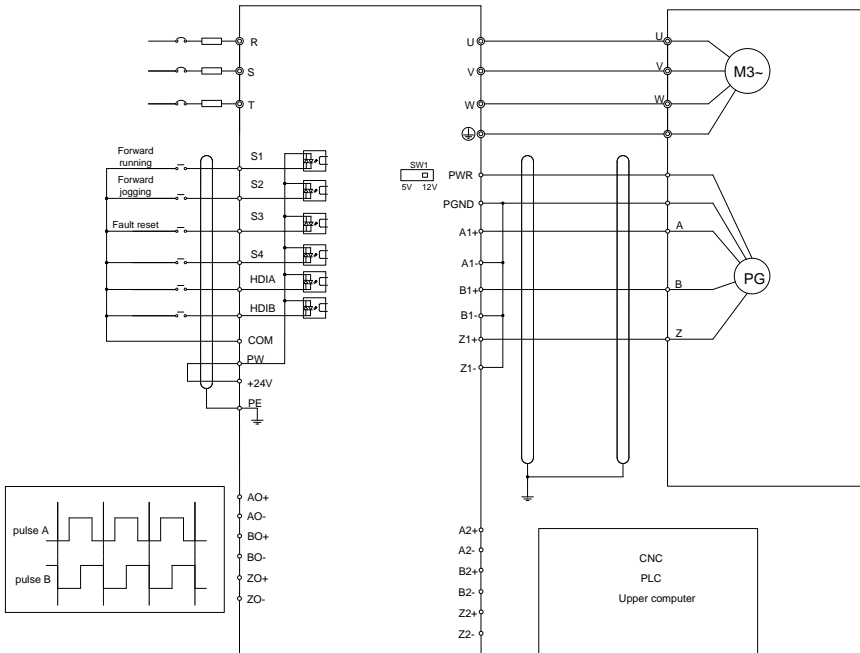 R
S
T
Forward
running
Forward
jogging
Fault reset
S1
S2
S3
S4
HDIA
HDIB
COM
PW
+24V
PE
U
V
W
SW1
5V 12V
PWR
PGND
A1+
A1-
B1+
B1-
Z1+
Z1-
U
V
W
M3~
A
B
Z
PG
pulse A
pulse B
AO+
AO-
BO+
BO-
ZO+
ZO-
A2+
A2-
B2+
B2-
Z2+
Z2-
CNC
PLC
Upper computer